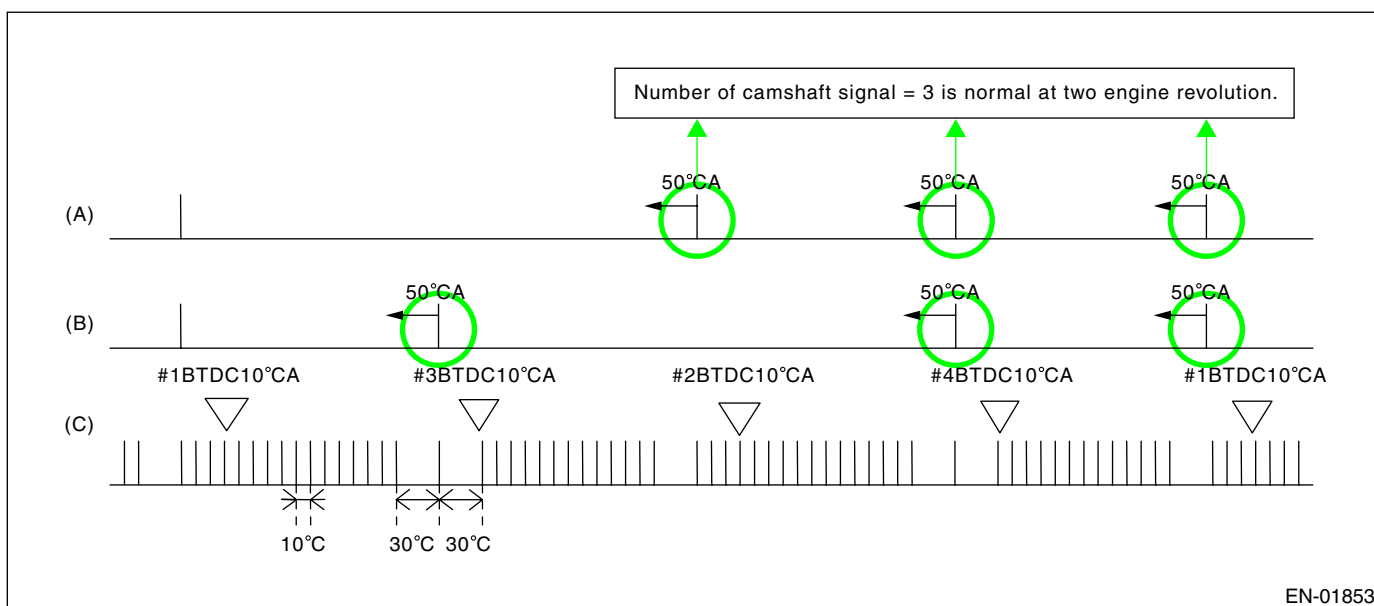 Number of camshaft signal = 3 is normal at two engine revolution.
50°CA 50°CA 50°CA
(A)
50°CA 50°CA 50°CA
(B)
#1BTDC10°CA #3BTDC10°CA #2BTDC10°CA #4BTDC10°CA #1BTDC10°CA
(C)
10°C 30°C 30°C
EN-01853